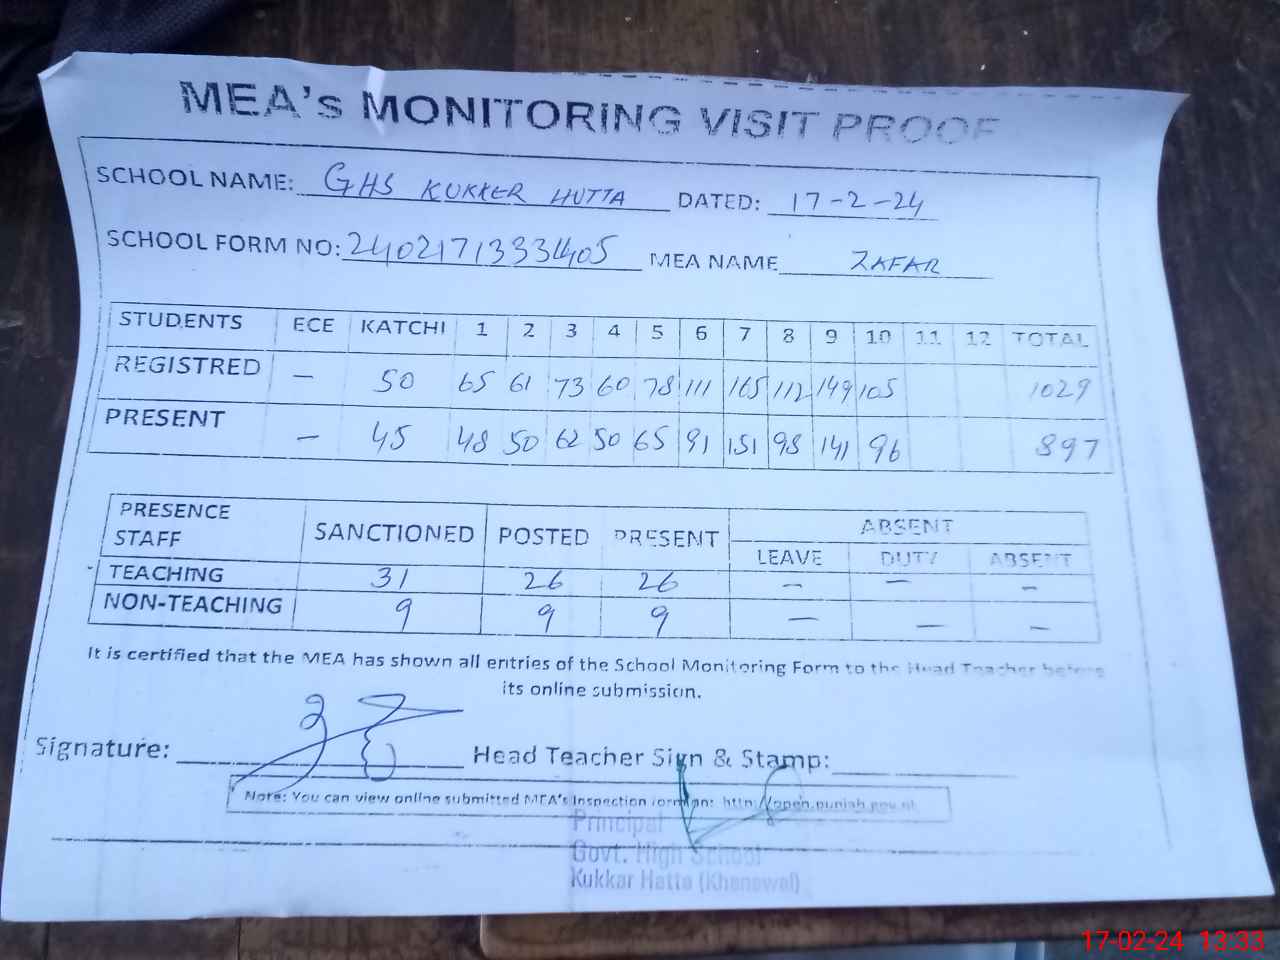 MEA's MONITORING VISIT PROOF
SCHOOL NAME: GHS KUKKER HUTTA DATED: 17-2-24
SCHOOL FORM NO: 24021713331405 MEA NAME ZAFAR
STUDENTS ECE KATCHI 1 2 3 4 5 6 7 8 9 10 11 12 TOTAL
REGISTRED – 50 65 61 73 60 78 111 165 112 149 105 1029
PRESENT – 45 48 50 62 50 65 91 151 98 141 96 897
PRESENCE STAFF SANCTIONED POSTED PRESENT ABSENT
LEAVE DUTY ABSENT
TEACHING 31 26 26 – – –
NON-TEACHING 9 9 9 – – –
It is certified that the MEA has shown all entries of the School Monitoring Form to the Head Teacher before
its online submission.
Signature: Head Teacher Sign & Stamp:
Note: You can view online submitted MEA's Inspection form on: http://open.punjab.gov.pk
Principal
Govt. High School
Kukkar Hatta (Khanewal)
17-02-24 13:33